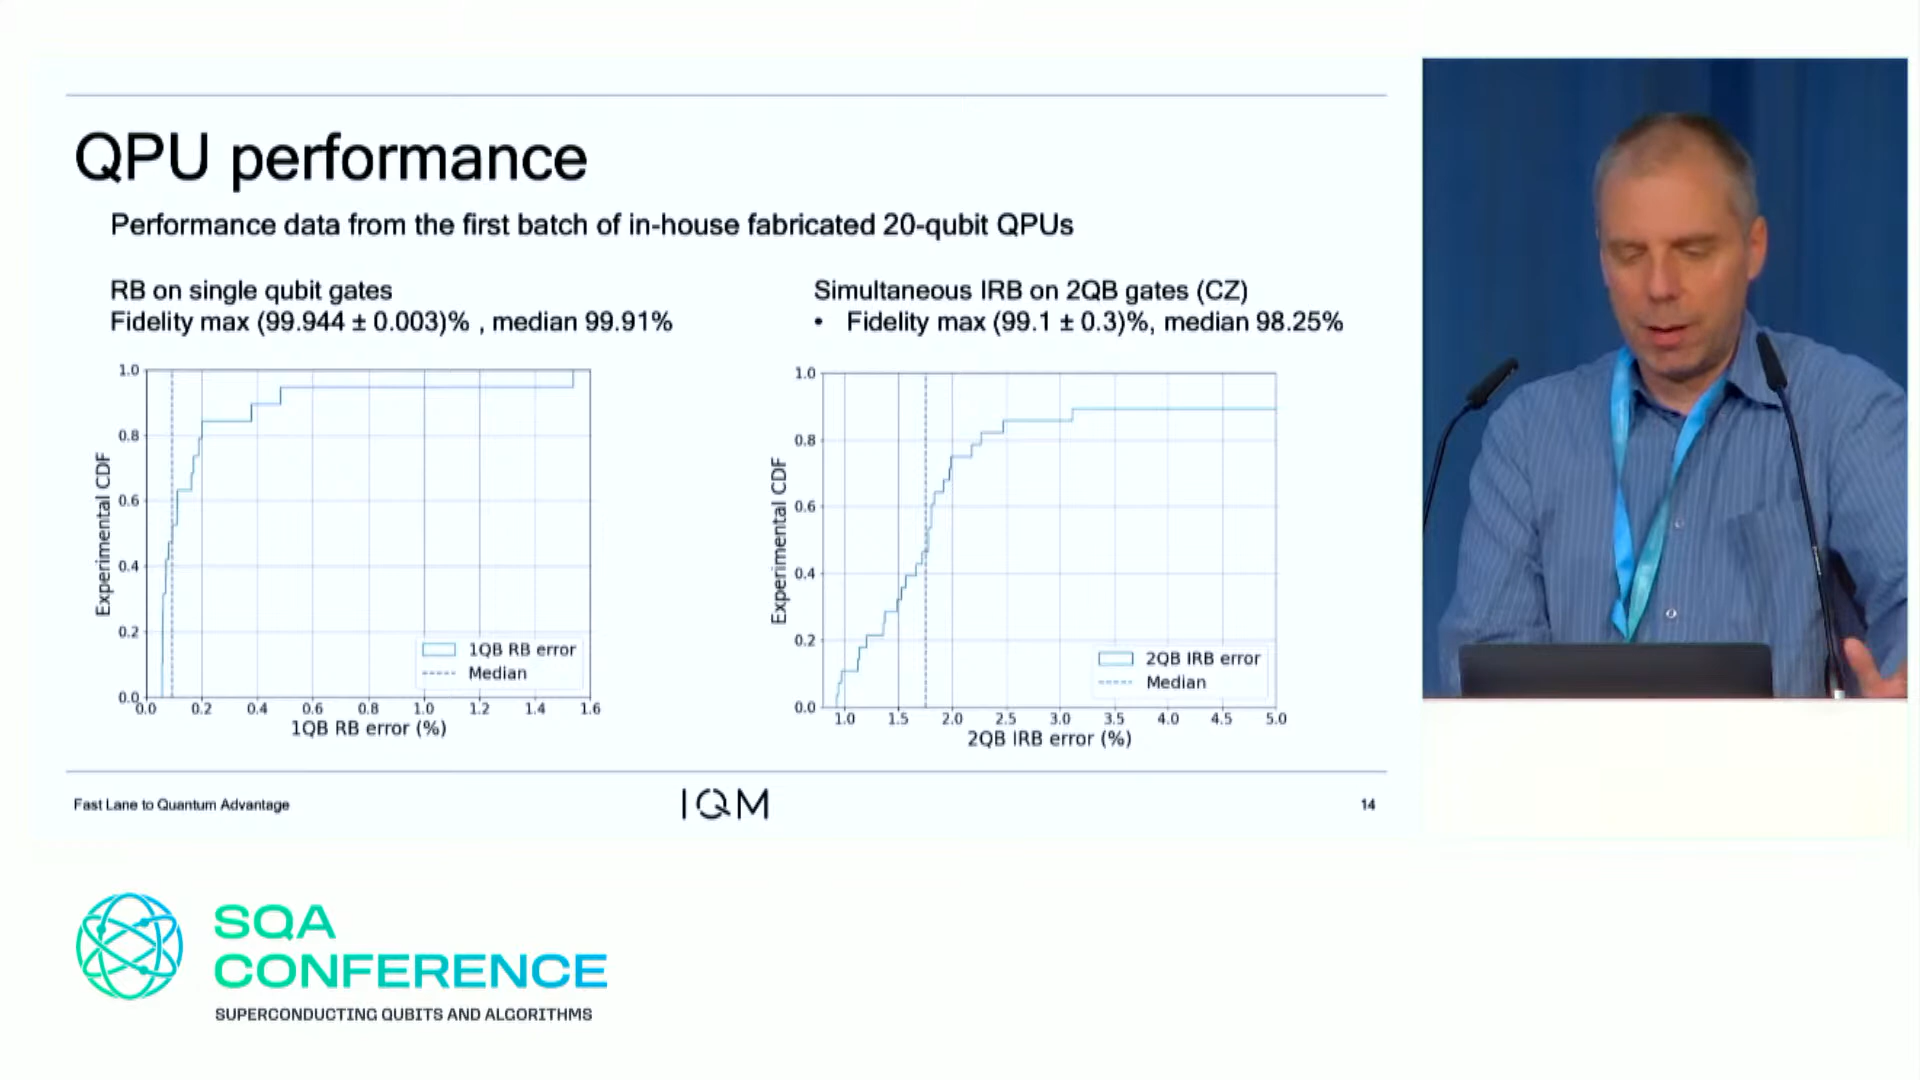 QPU performance
Performance data from the first batch of in-house fabricated 20-qubit QPUs
RB on single qubit gates
Fidelity max (99.944 ± 0.003)% , median 99.91%
1.0
0.8
0.6
0.4
0.2
0.0
Experimental CDF
1QB RB error
Median
0.0 0.2 0.4 0.6 0.8 1.0 1.2 1.4 1.6
1QB RB error (%)
Simultaneous IRB on 2QB gates (CZ)
• Fidelity max (99.1 ± 0.3)%, median 98.25%
1.0
0.8
0.6
0.4
0.2
0.0
Experimental CDF
2QB IRB error
Median
1.0 1.5 2.0 2.5 3.0 3.5 4.0 4.5 5.0
2QB IRB error (%)
Fast Lane to Quantum Advantage
IQM
14
SQA
CONFERENCE
SUPERCONDUCTING QUBITS AND ALGORITHMS